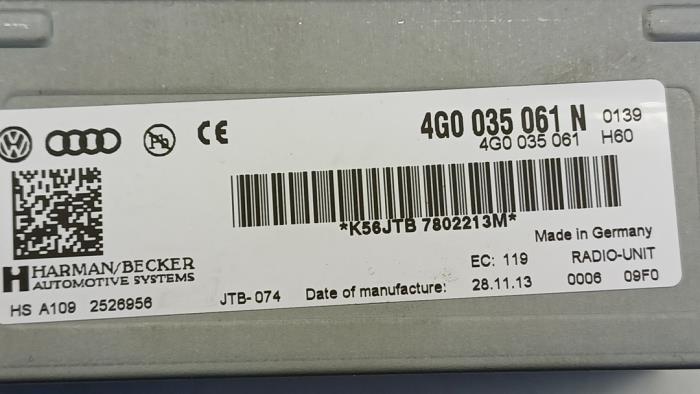 4G0 035 061 N 0139
4G0 035 061 H60
*K56JTB 7802213M*
Made in Germany
HARMAN/BECKER
AUTOMOTIVE SYSTEMS
EC: 119 RADIO-UNIT
HS A109 2526956 JTB-074 Date of manufacture: 28.11.13 0006 09F0